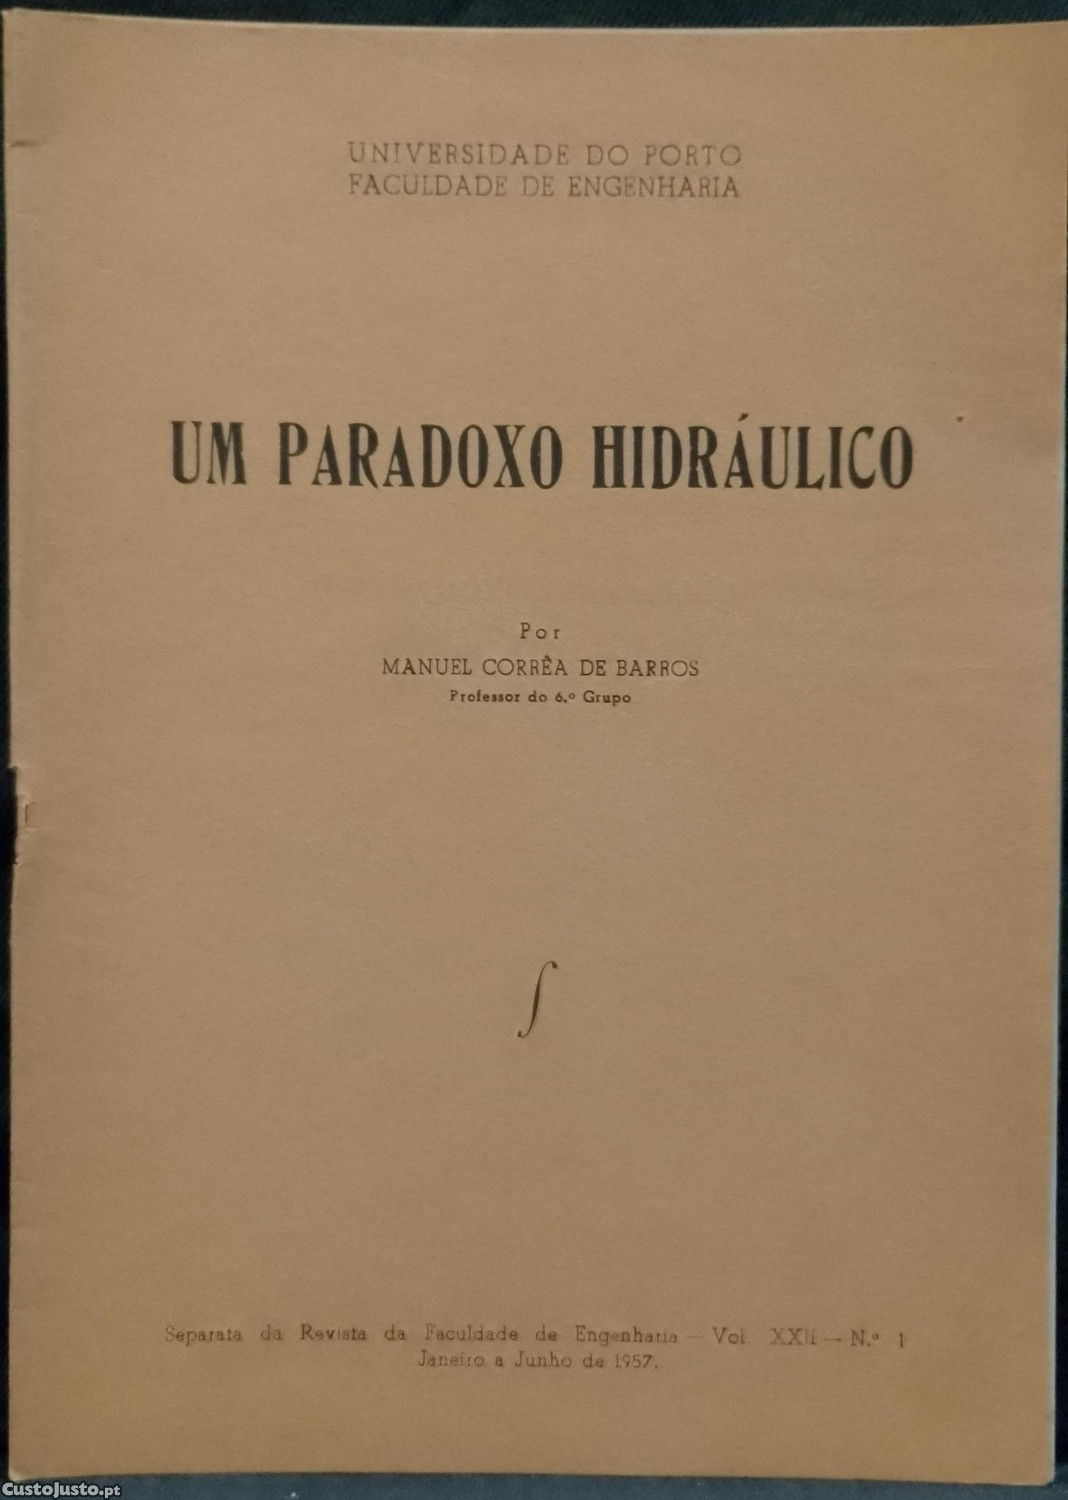 UNIVERSIDADE DO PORTO
FACULDADE DE ENGENHARIA
UM PARADOXO HIDRÁULICO
Por
MANUEL CORRÊA DE BARROS
Professor do 6.º Grupo
∫
Separata da Revista da Faculdade de Engenharia — Vol. XXII — N.º 1
Janeiro a Junho de 1957.
CustoJusto.pt